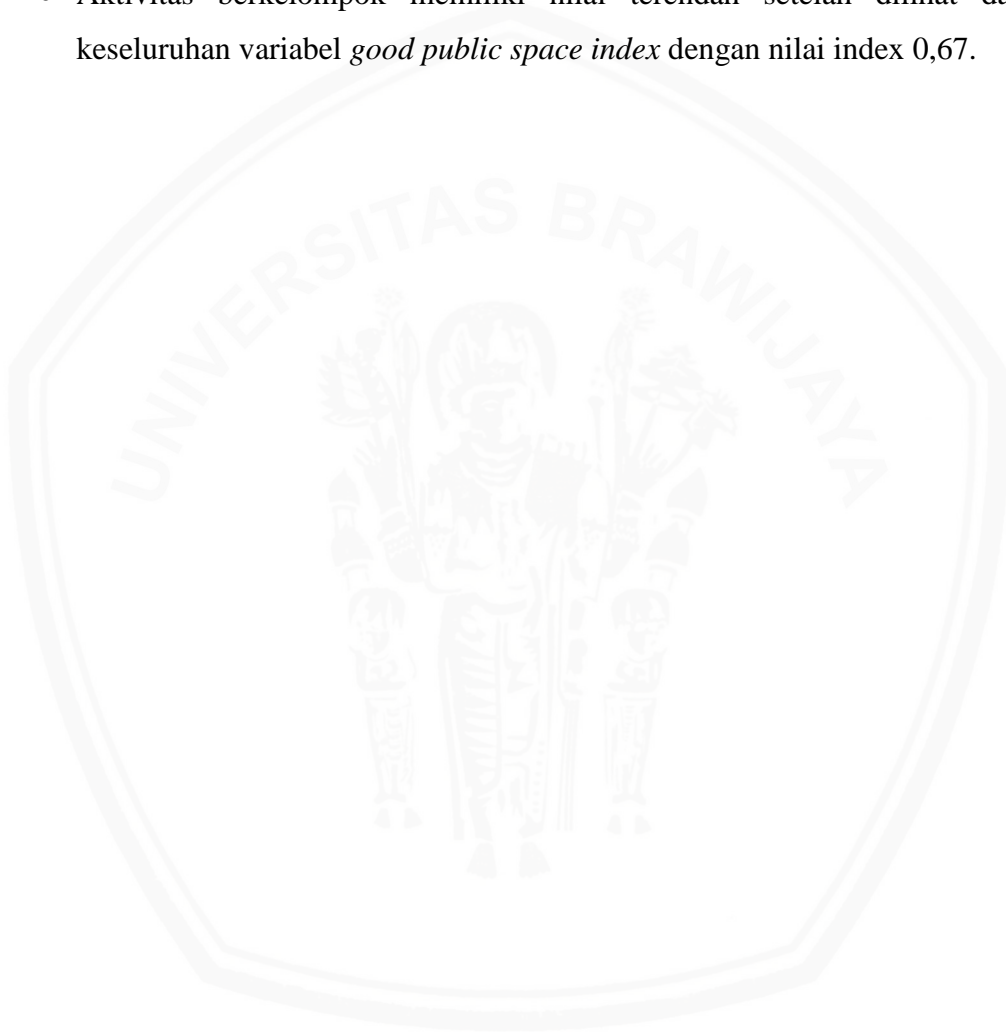 • Aktivitas berkelompok memiliki nilai terendah setelah dilihat
keseluruhan variabel good public space index dengan nilai index 0,67.
UNIVERSITAS BRAWIJAYA